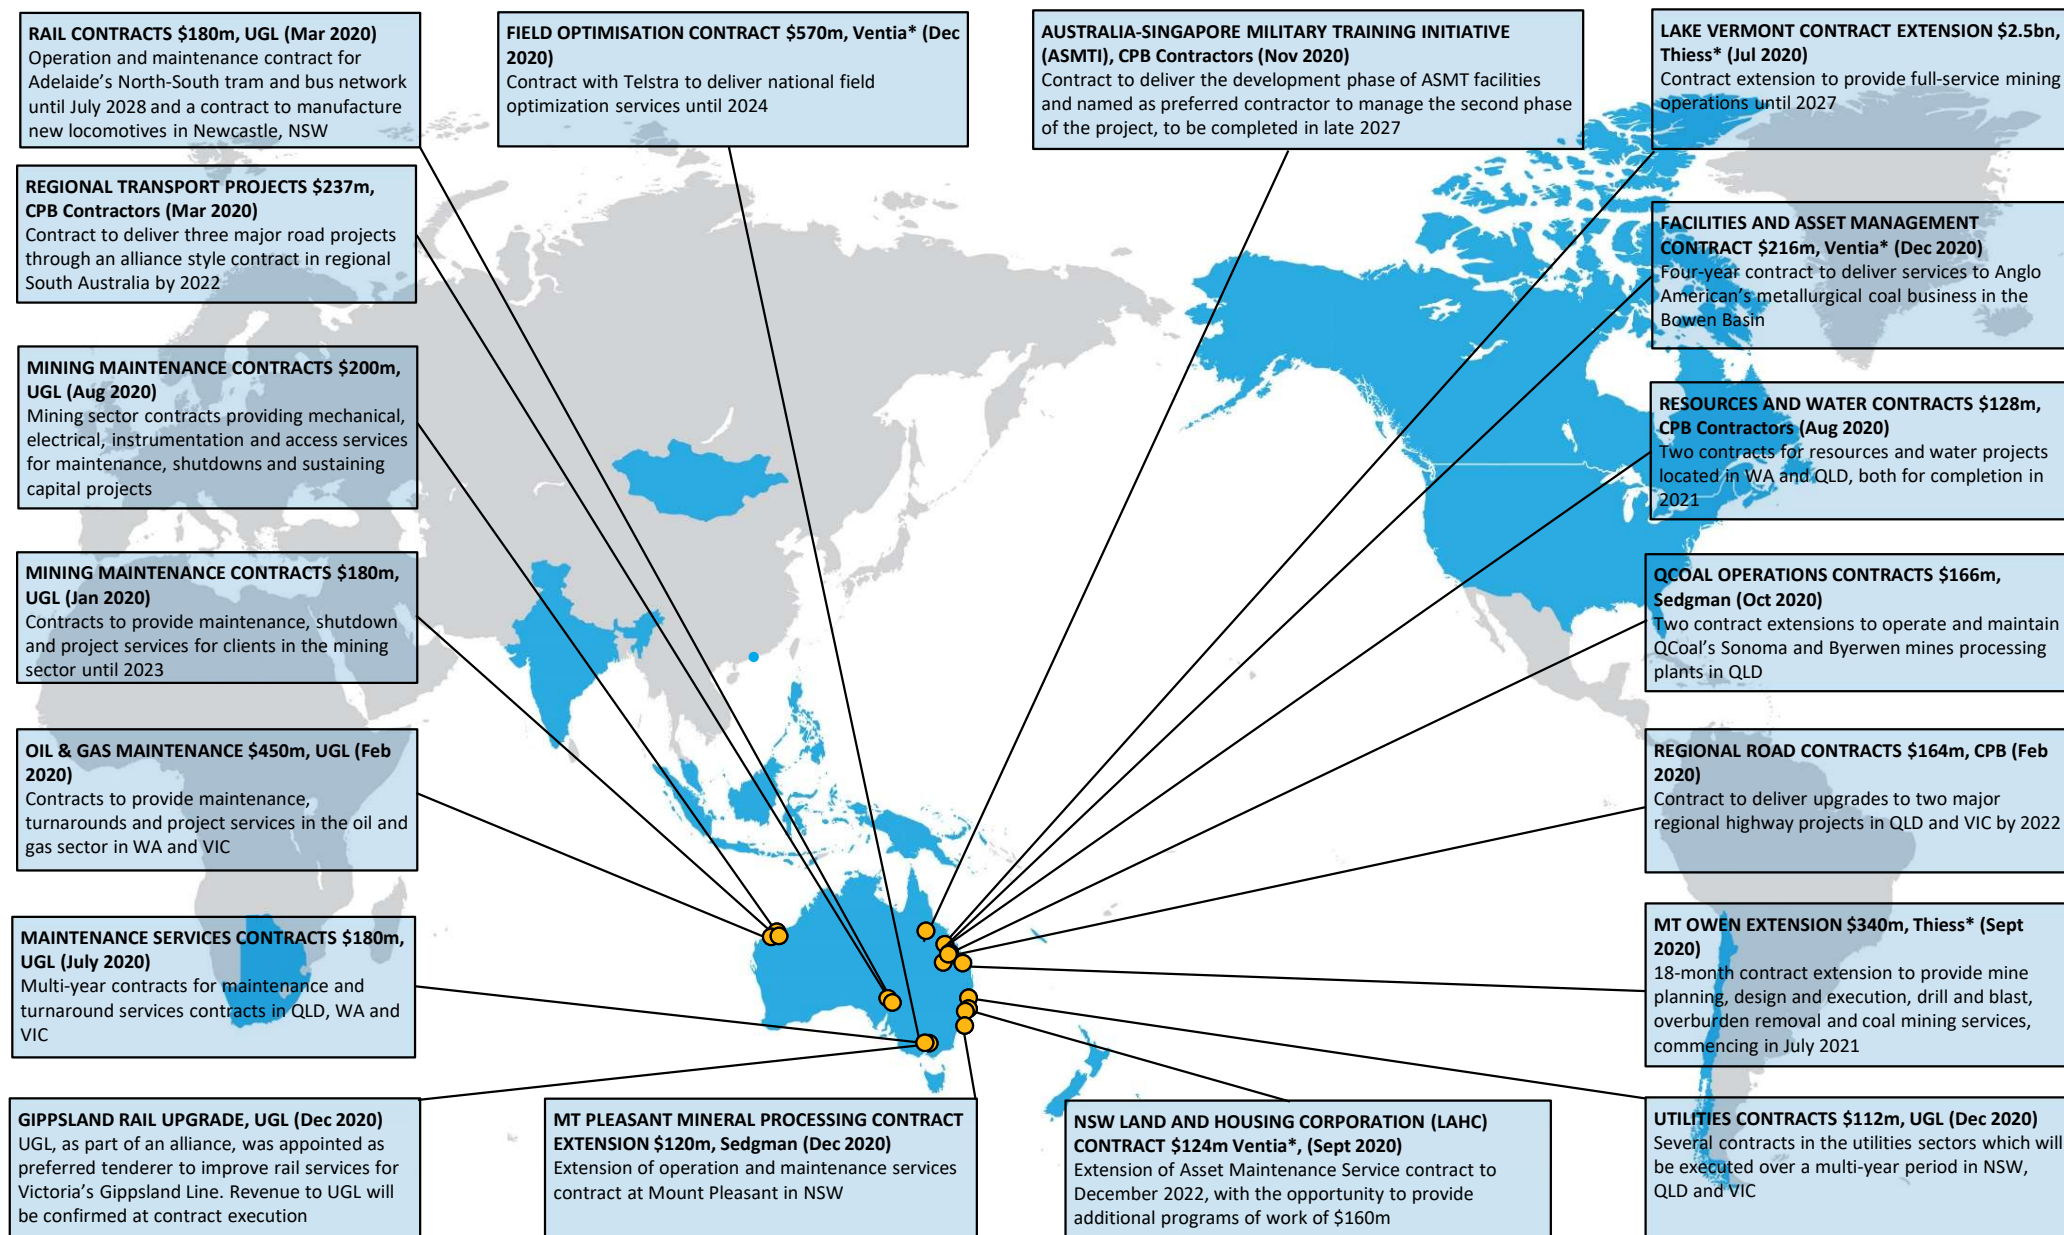 RAIL CONTRACTS $180m, UGL (Mar 2020)
Operation and maintenance contract for
Adelaide's North-South tram and bus network
until July 2028 and a contract to manufacture
new locomotives in Newcastle, NSW
FIELD OPTIMISATION CONTRACT $570m, Ventia* (Dec
2020)
Contract with Telstra to deliver national field
optimization services until 2024
AUSTRALIA-SINGAPORE MILITARY TRAINING INITIATIVE
(ASMTI), CPB Contractors (Nov 2020)
Contract to deliver the development phase of ASMT facilities
and named as preferred contractor to manage the second phase
of the project, to be completed in late 2027
LAKE VERMONT CONTRACT EXTENSION $2.5bn,
Thiess* (Jul 2020)
Contract extension to provide full-service mining
operations until 2027
REGIONAL TRANSPORT PROJECTS $237m,
CPB Contractors (Mar 2020)
Contract to deliver three major road projects
through an alliance style contract in regional
South Australia by 2022
FACILITIES AND ASSET MANAGEMENT
CONTRACT $216m, Ventia* (Dec 2020)
Four-year contract to deliver services to Anglo
American's metallurgical coal business in the
Bowen Basin
MINING MAINTENANCE CONTRACTS $200m,
UGL (Aug 2020)
Mining sector contracts providing mechanical,
electrical, instrumentation and access services
for maintenance, shutdowns and sustaining
capital projects
RESOURCES AND WATER CONTRACTS $128m,
CPB Contractors (Aug 2020)
Two contracts for resources and water projects
located in WA and QLD, both for completion in
2021
MINING MAINTENANCE CONTRACTS $180m,
UGL (Jan 2020)
Contracts to provide maintenance, shutdown
and project services for clients in the mining
sector until 2023
QCOAL OPERATIONS CONTRACTS $166m,
Sedgman (Oct 2020)
Two contract extensions to operate and maintain
QCoal's Sonoma and Byerwen mines processing
plants in QLD
OIL & GAS MAINTENANCE $450m, UGL (Feb
2020)
Contracts to provide maintenance,
turnarounds and project services in the oil and
gas sector in WA and VIC
REGIONAL ROAD CONTRACTS $164m, CPB (Feb
2020)
Contract to deliver upgrades to two major
regional highway projects in QLD and VIC by 2022
MAINTENANCE SERVICES CONTRACTS $180m,
UGL (July 2020)
Multi-year contracts for maintenance and
turnaround services contracts in QLD, WA and
VIC
MT OWEN EXTENSION $340m, Thiess* (Sept
2020)
18-month contract extension to provide mine
planning, design and execution, drill and blast,
overburden removal and coal mining services,
commencing in July 2021
GIPPSLAND RAIL UPGRADE, UGL (Dec 2020)
UGL, as part of an alliance, was appointed as
preferred tenderer to improve rail services for
Victoria's Gippsland Line. Revenue to UGL will
be confirmed at contract execution
MT PLEASANT MINERAL PROCESSING CONTRACT
EXTENSION $120m, Sedgman (Dec 2020)
Extension of operation and maintenance services
contract at Mount Pleasant in NSW
NSW LAND AND HOUSING CORPORATION (LAHC)
CONTRACT $124m Ventia*, (Sept 2020)
Extension of Asset Maintenance Service contract to
December 2022, with the opportunity to provide
additional programs of work of $160m
UTILITIES CONTRACTS $112m, UGL (Dec 2020)
Several contracts in the utilities sectors which will
be executed over a multi-year period in NSW,
QLD and VIC